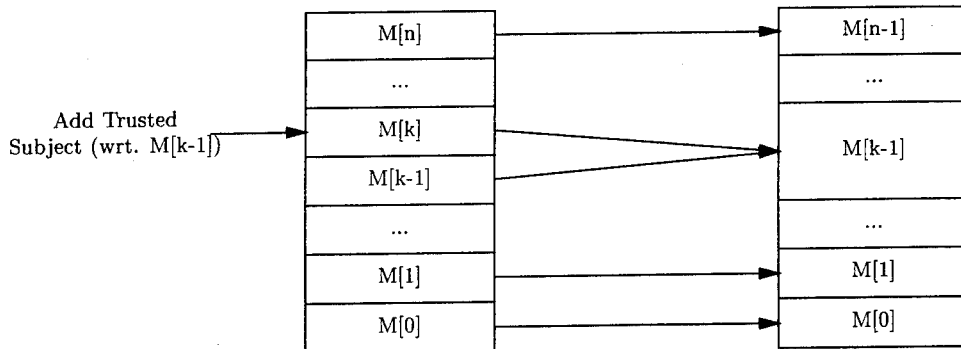 Add Trusted
Subject (wrt. M[k-1])
M[n]
...
M[k]
M[k-1]
...
M[1]
M[0]
M[n-1]
...
M[k-1]
...
M[1]
M[0]